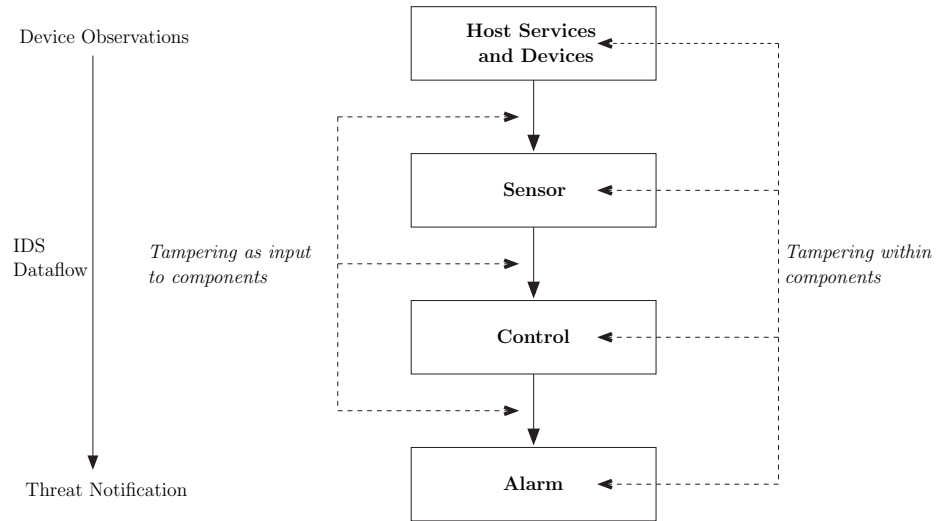 Device Observations
Host Services
and Devices
Sensor
IDS
Dataflow
Tampering as input
to components
Tampering within
components
Control
Threat Notification
Alarm